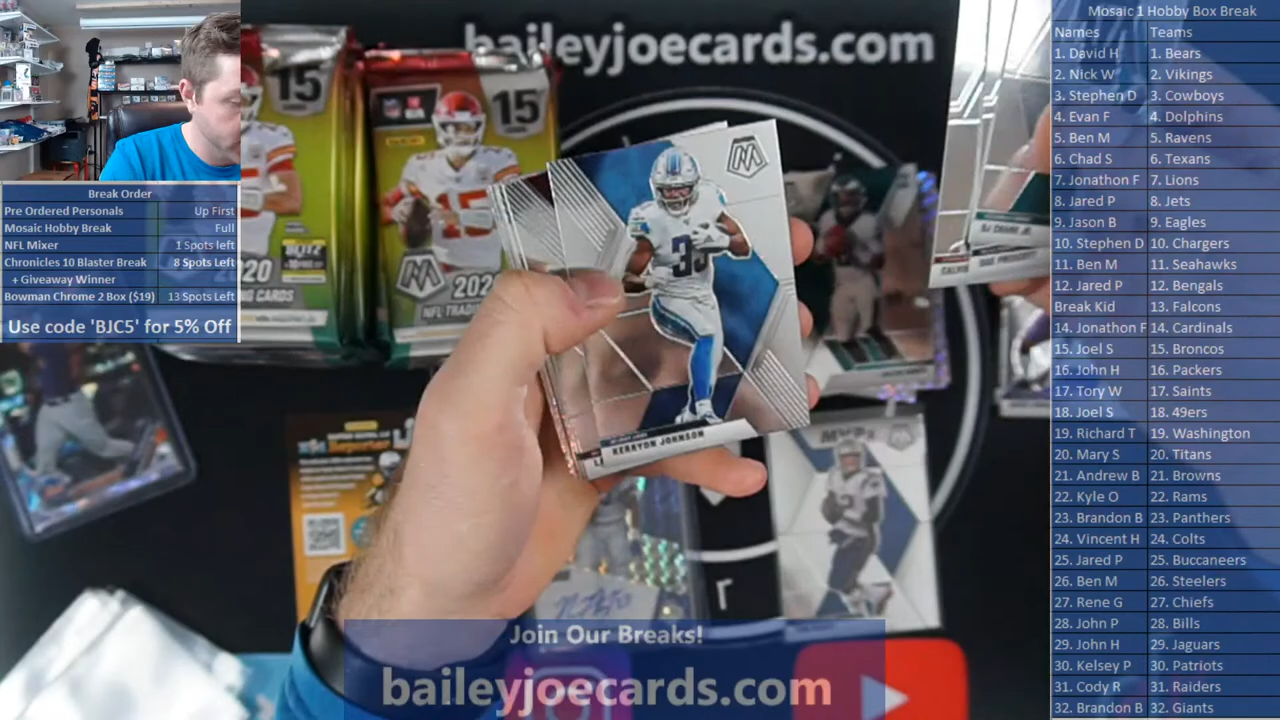 baileyjoecards.com
Mosaic 1 Hobby Box Break
Names Teams
1. David H 1. Bears
2. Nick W 2. Vikings
3. Stephen D 3. Cowboys
4. Evan F 4. Dolphins
5. Ben M 5. Ravens
6. Chad S 6. Texans
7. Jonathon F 7. Lions
8. Jared P 8. Jets
9. Jason B 9. Eagles
10. Stephen D 10. Chargers
11. Ben M 11. Seahawks
12. Jared P 12. Bengals
Break Kid 13. Falcons
14. Jonathon F 14. Cardinals
15. Joel S 15. Broncos
16. John H 16. Packers
17. Tory W 17. Saints
18. Joel S 18. 49ers
19. Richard T 19. Washington
20. Mary S 20. Titans
21. Andrew B 21. Browns
22. Kyle O 22. Rams
23. Brandon B 23. Panthers
24. Vincent H 24. Colts
25. Jared P 25. Buccaneers
26. Ben M 26. Steelers
27. Rene G 27. Chiefs
28. John P 28. Bills
29. John H 29. Jaguars
30. Kelsey P 30. Patriots
31. Cody R 31. Raiders
32. Brandon B 32. Giants
Break Order
Pre Ordered Personals Up First
Mosaic Hobby Break Full
NFL Mixer 1 Spots left
Chronicles 10 Blaster Break 8 Spots Left
+ Giveaway Winner
Bowman Chrome 2 Box ($19) 13 Spots Left
Use code 'BJC5' for 5% Off
15
15
15
202
NFL TRAD
KERRYON JOHNSON
33
MVPs
Join Our Breaks!
baileyjoecards.com